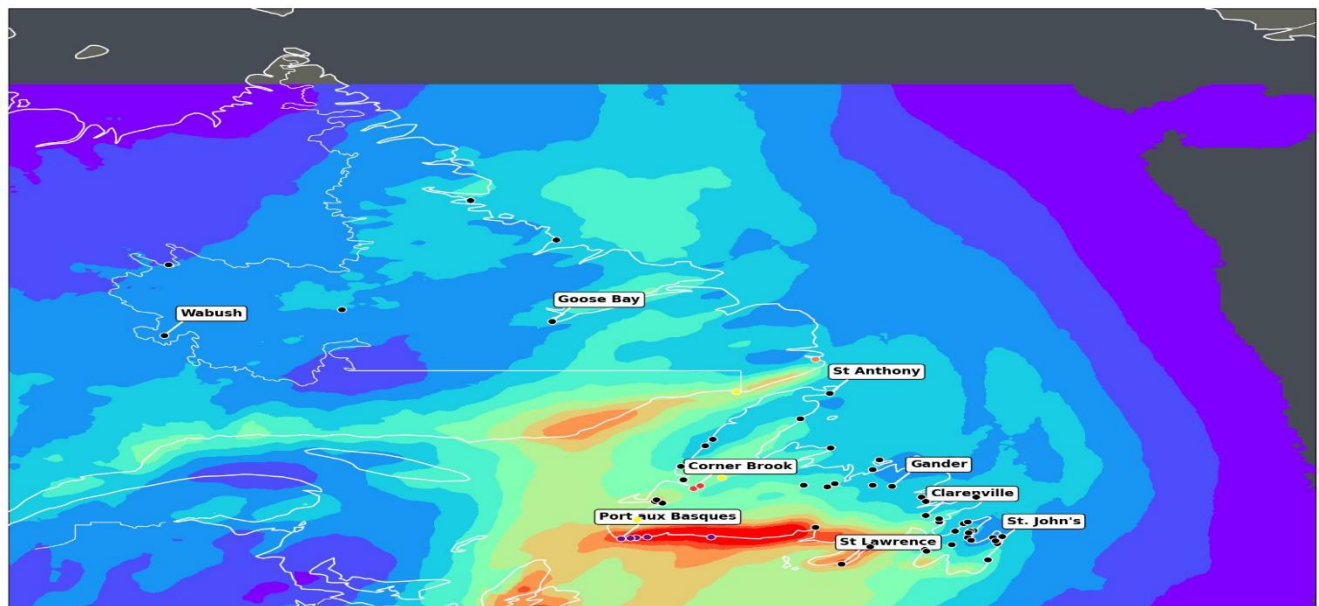 Goose Bay
Wabush
St Anthony
Corner Brook
Gander
Clarenville
Port aux Basques
St. John's
St Lawrence